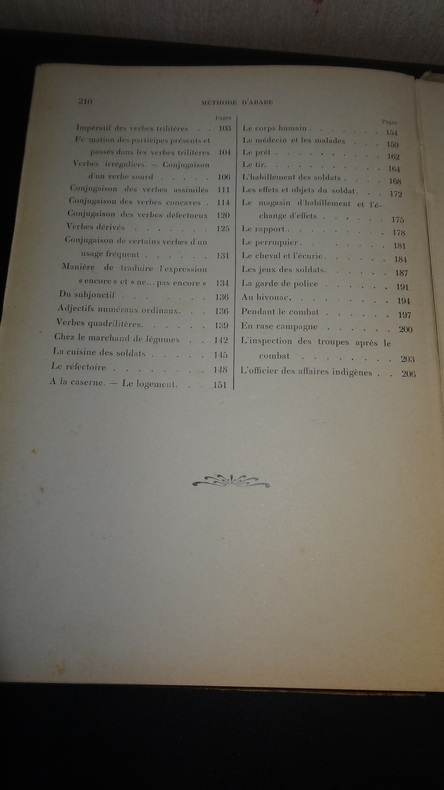 210
MÉTHODE D'ARABE
Pages
Impératif des verbes trilitères . . 103
Formation des participes présents et
passés dans les verbes trilitères 104
Verbes irréguliers. — Conjugaison
d'un verbe sourd . . . . . 106
Conjugaison des verbes assimilés 111
Conjugaison des verbes concaves . 114
Conjugaison des verbes défectueux 120
Verbes dérivés . . . . . . 125
Conjugaison de certains verbes d'un
usage fréquent . . . . . . 131
Manière de traduire l'expression
« encore » et « ne... pas encore » 134
Du subjonctif . . . . . . . 136
Adjectifs numéraux ordinaux. . . 136
Verbes quadrilitères. . . . . . 139
Chez le marchand de légumes . . 142
La cuisine des soldats . . . . . 145
Le réfectoire . . . . . . . 148
A la caserne. — Le logement. . . 151
Pages
Le corps humain . . . . . . 154
Le médecin et les malades . . . 159
Le prêt . . . . . . . . . 162
Le tir. . . . . . . . . . 164
L'habillement des soldats . . . . 168
Les effets et objets du soldat. . . 172
Le magasin d'habillement et l'é-
change d'effets . . . . . . 175
Le rapport . . . . . . . . 178
Le perroquier . . . . . . . 181
Le cheval et l'écurie . . . . . 184
Les jeux des soldats. . . . . . 187
La garde de police . . . . . . 191
Au bivouac. . . . . . . . 194
Pendant le combat . . . . . . 197
En rase campagne . . . . . . 200
L'inspection des troupes après le
combat . . . . . . . . 203
L'officier des affaires indigènes . . 206